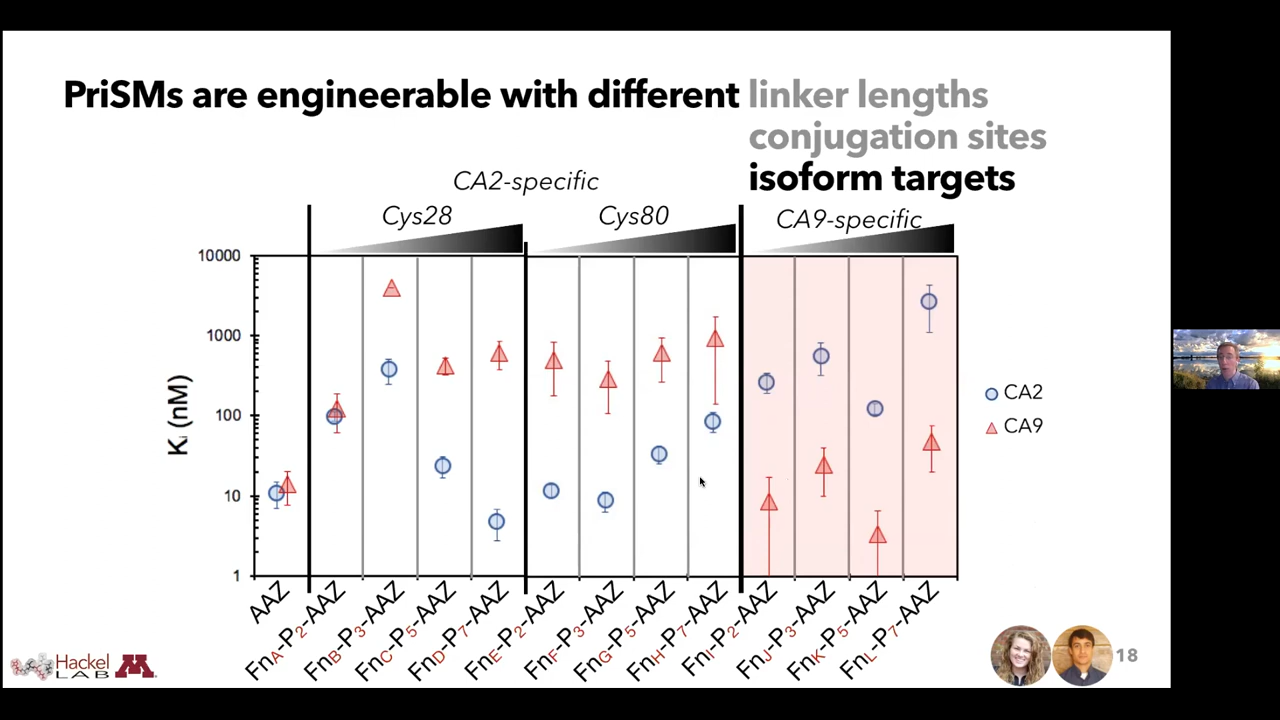 PriSMs are engineerable with different linker lengths
conjugation sites
isoform targets
CA2-specific
Cys28
Cys80
CA9-specific
10000
1000
100
10
1
Ki (nM)
CA2
CA9
AAZ
FnA-P2-AAZ
FnB-P3-AAZ
FnC-P5-AAZ
FnD-P7-AAZ
FnE-P2-AAZ
FnF-P3-AAZ
FnG-P5-AAZ
FnH-P7-AAZ
FnI-P2-AAZ
FnJ-P3-AAZ
FnK-P5-AAZ
FnL-P7-AAZ
Hackel
LAB
M
18